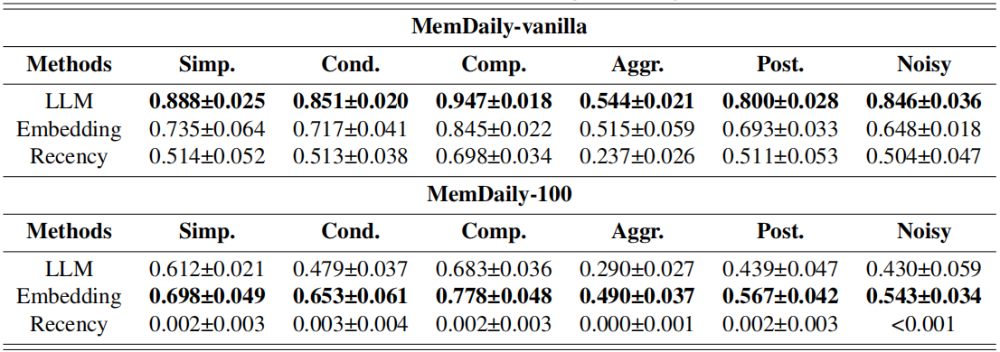 MemDaily-vanilla
Methods Simp. Cond. Comp. Aggr. Post. Noisy
LLM 0.888±0.025 0.851±0.020 0.947±0.018 0.544±0.021 0.800±0.028 0.846±0.036
Embedding 0.735±0.064 0.717±0.041 0.845±0.022 0.515±0.059 0.693±0.033 0.648±0.018
Recency 0.514±0.052 0.513±0.038 0.698±0.034 0.237±0.026 0.511±0.053 0.504±0.047
MemDaily-100
Methods Simp. Cond. Comp. Aggr. Post. Noisy
LLM 0.612±0.021 0.479±0.037 0.683±0.036 0.290±0.027 0.439±0.047 0.430±0.059
Embedding 0.698±0.049 0.653±0.061 0.778±0.048 0.490±0.037 0.567±0.042 0.543±0.034
Recency 0.002±0.003 0.003±0.004 0.002±0.003 0.000±0.001 0.002±0.003 <0.001